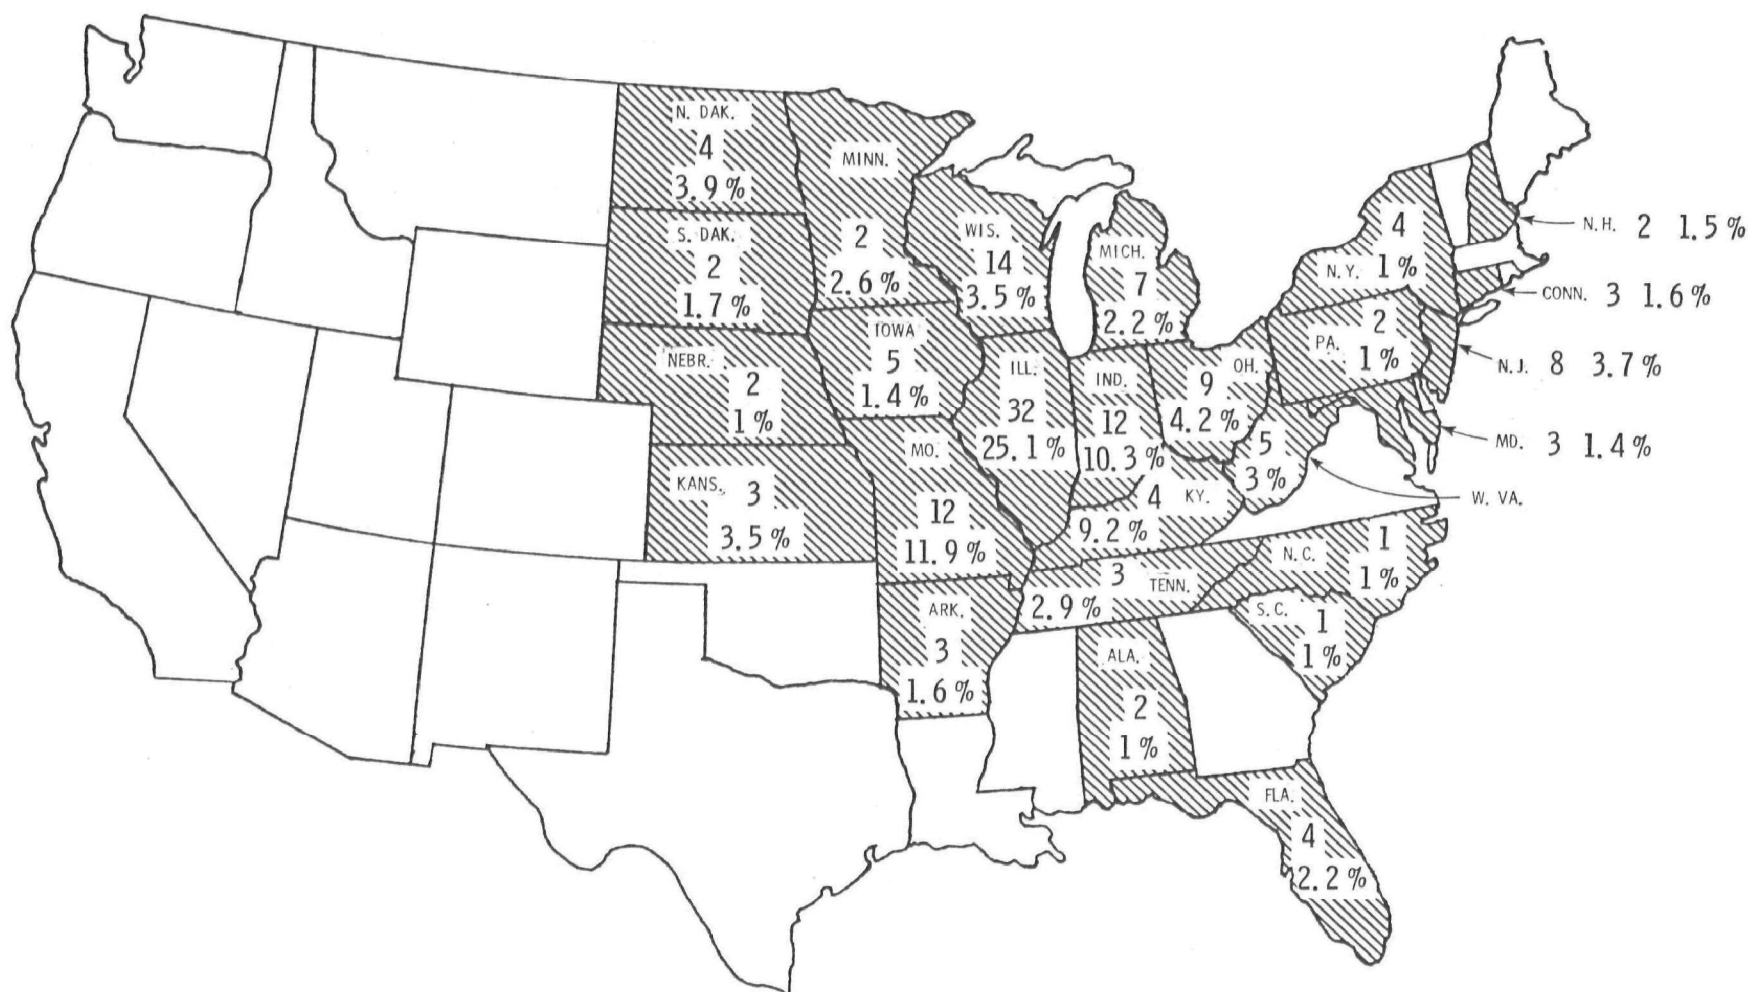 N. DAK.
4
3.9 %
MINN.
2
2.6 %
S. DAK.
2
1.7 %
WIS.
14
3.5 %
MICH.
7
2.2 %
4
N.Y. 1 %
N.H. 2 1.5 %
CONN. 3 1.6 %
NEBR.
2
1 %
IOWA
5
1.4 %
ILL.
32
25.1 %
IND.
12
10.3 %
OH.
9
4.2 %
2
PA.
1 %
N.J. 8 3.7 %
MD. 3 1.4 %
5
3 %
W. VA.
KANS. 3
3.5 %
MO.
12
11.9 %
4 KY.
9.2 %
3 TENN.
2.9 %
N.C. 1
1 %
S.C. 1
1 %
ARK.
3
1.6 %
ALA.
2
1 %
FLA.
4
2.2 %